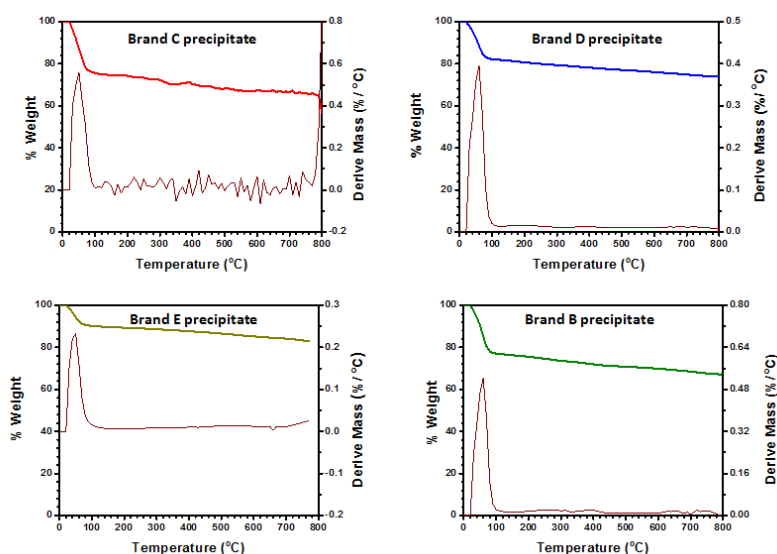 Brand C precipitate
100
80
60
40
20
0
0.8
0.6
0.4
0.2
0.0
-0.2
0 100 200 300 400 500 600 700 800
% Weight
Derive Mass (%/ °C)
Temperature (°C)
Brand D precipitate
100
80
60
40
20
0
0.5
0.4
0.3
0.2
0.1
0.0
0 100 200 300 400 500 600 700 800
% Weight
Derive Mass (%/ °C)
Temperature (°C)
Brand E precipitate
100
80
60
40
20
0
0.3
0.2
0.1
0.0
-0.1
-0.2
0 100 200 300 400 500 600 700 800
% Weight
Derive Mass (%/ °C)
Temperature (°C)
Brand B precipitate
100
80
60
40
20
0
0.80
0.64
0.48
0.32
0.16
0.00
0 100 200 300 400 500 600 700 800
% Weight
Derive Mass (%/ °C)
Temperature (°C)